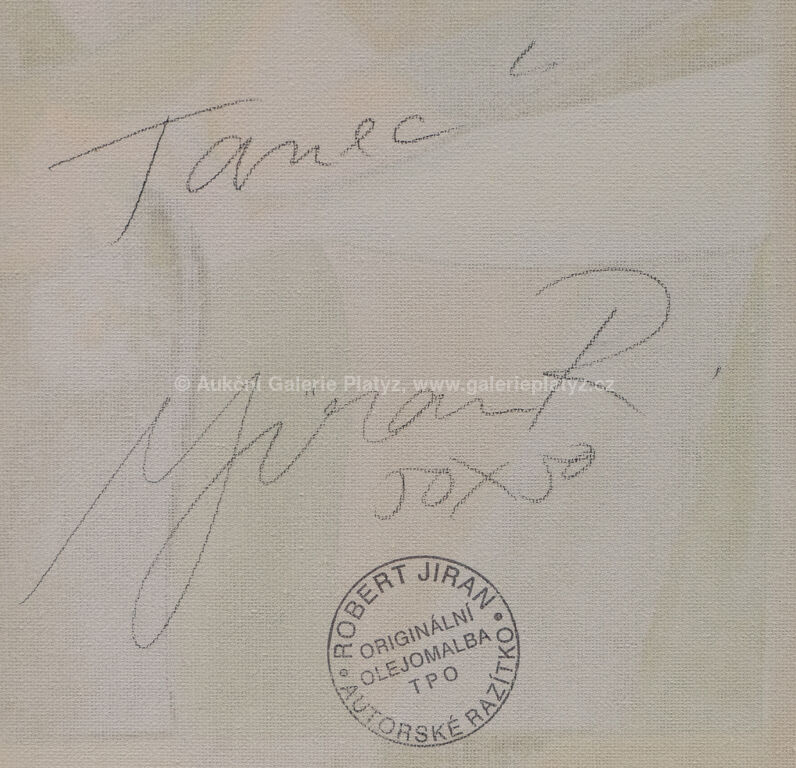 Tanec
© Aukční Galerie Platyz, www.galerieplatyz.cz
Jiran R.
50x50
• ROBERT JIRAN •
ORIGINÁLNÍ
OLEJOMALBA
TPO
AUTORSKÉ RAZÍTKO